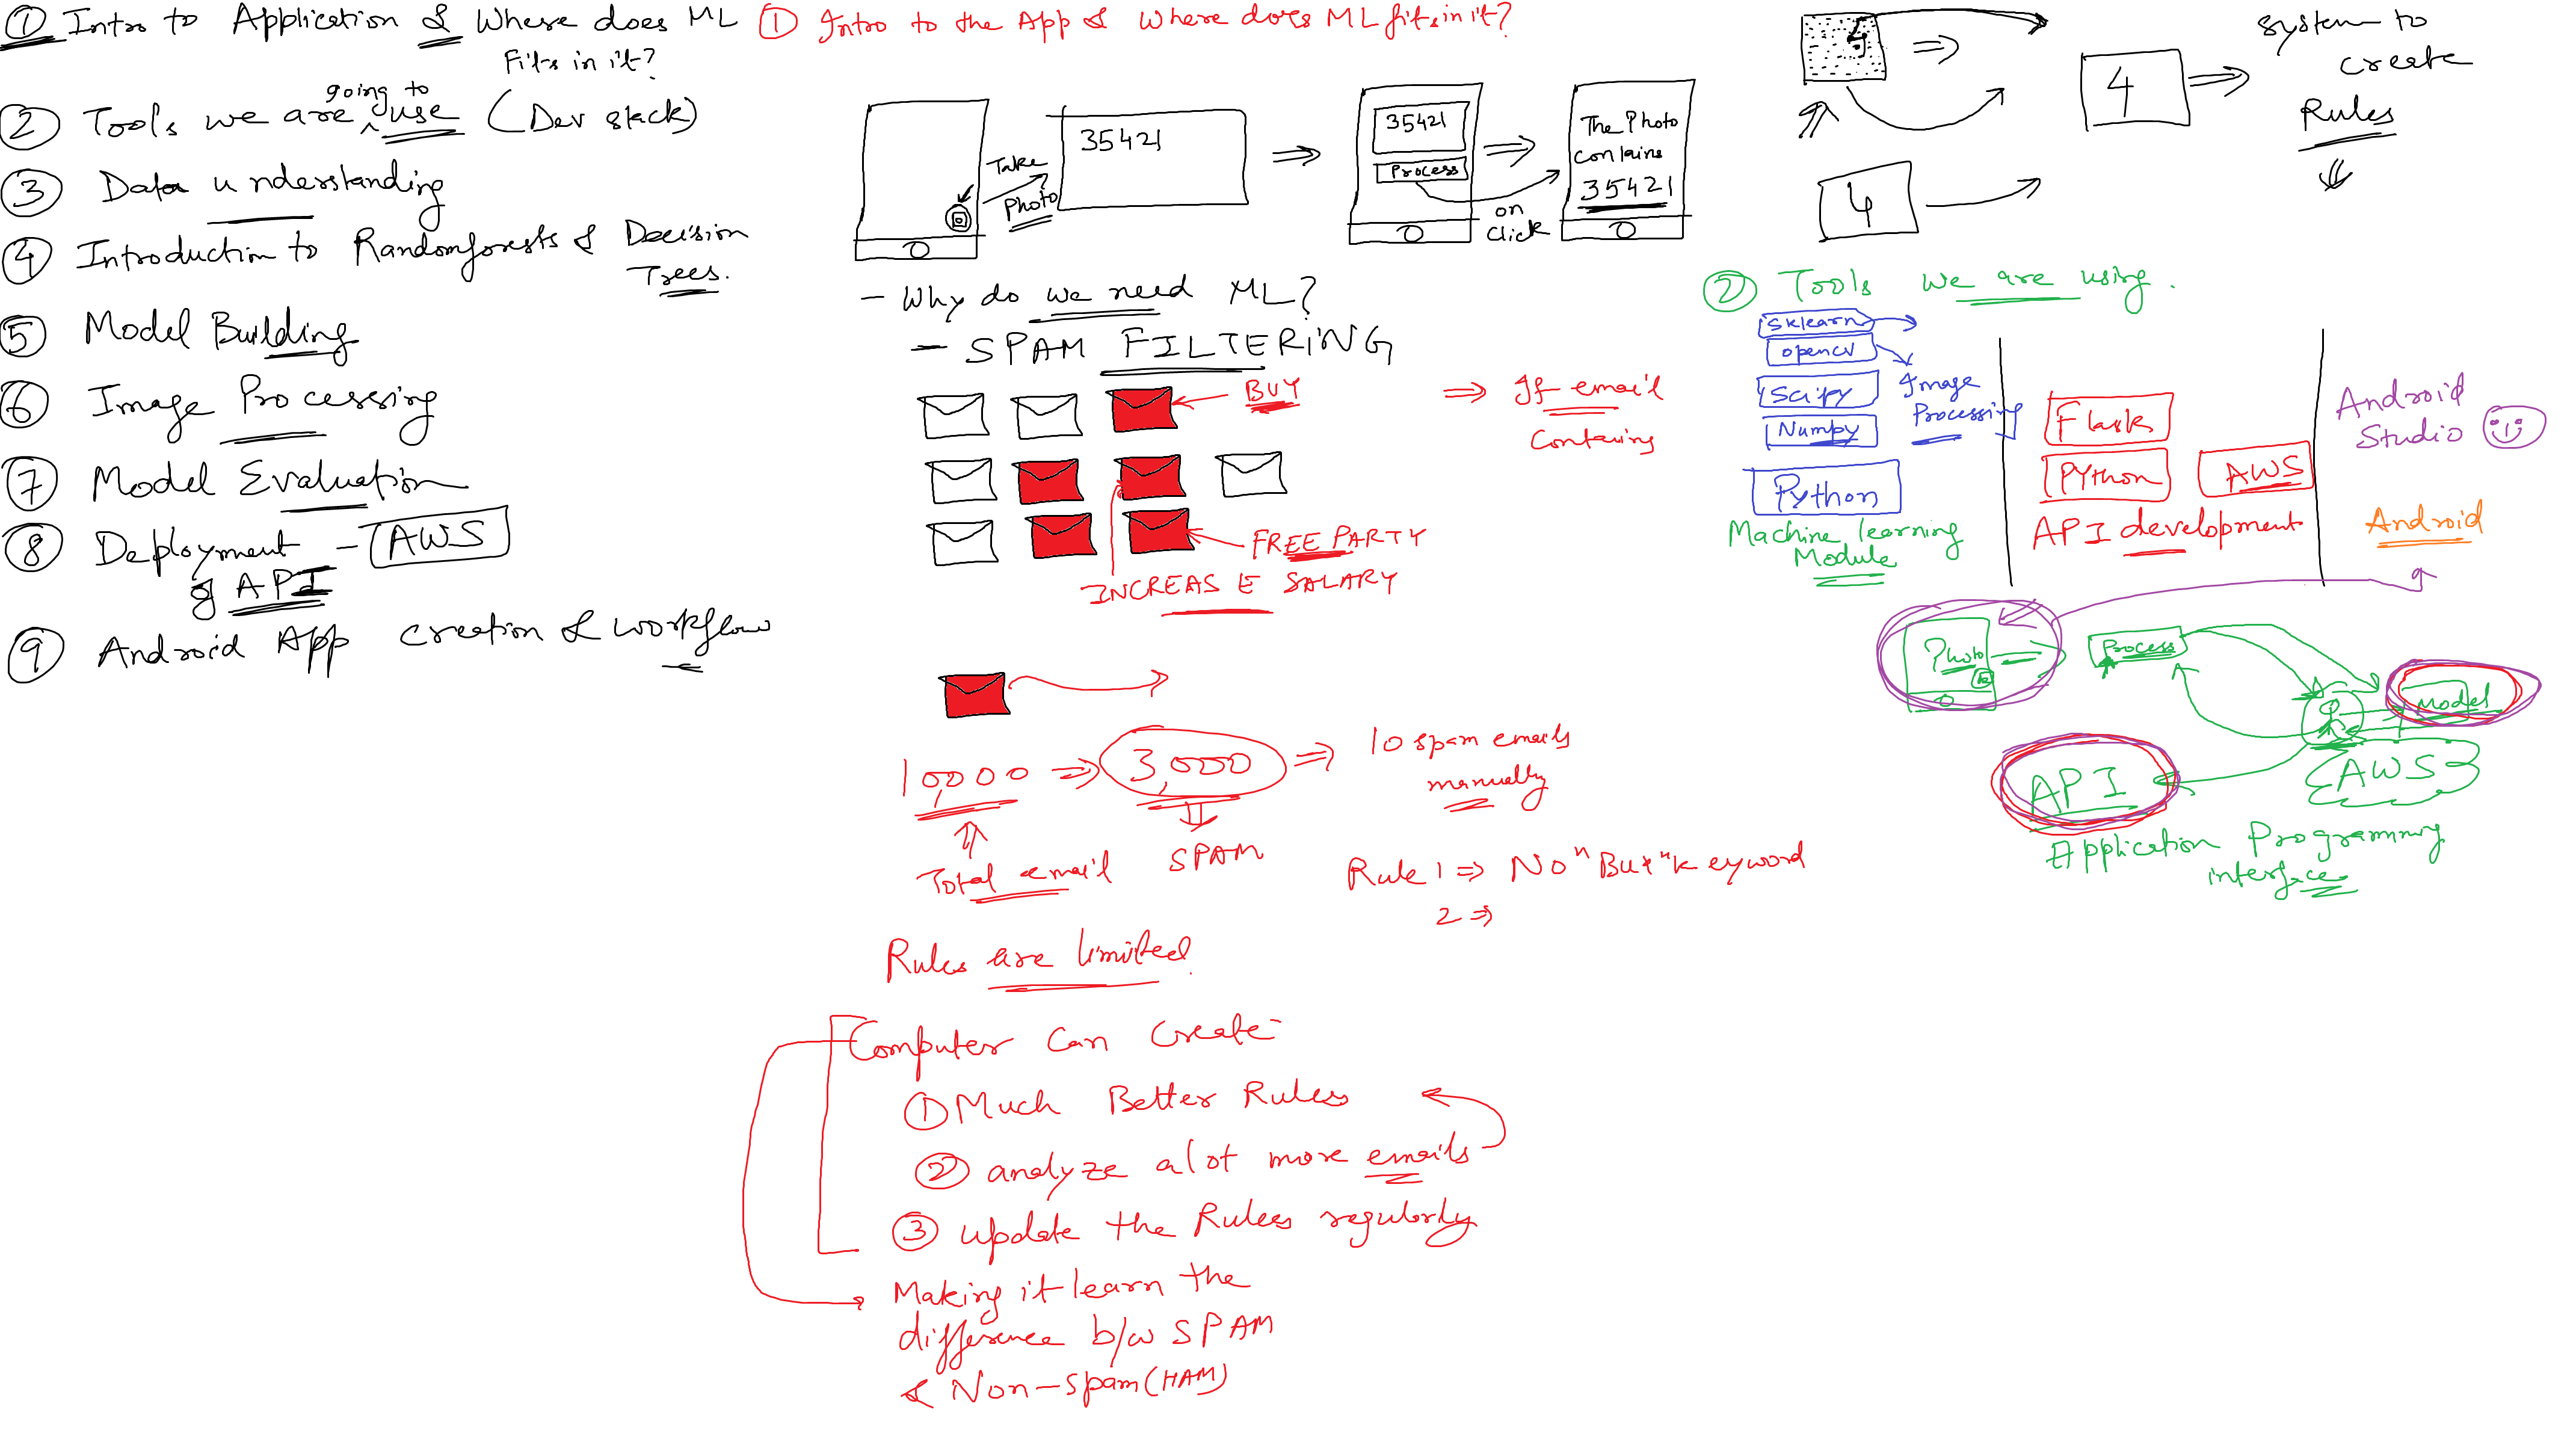 ① Intro to Application & Where does ML
Fits in it?
② Tools we are going to use (Dev stack)
③ Data understanding
④ Introduction to Randomforests & Decision
Trees.
⑤ Model Building
⑥ Image Processing
⑦ Model Evaluation
⑧ Deployment - AWS
of API
⑨ Android App creation & workflow
① Intro to the App & Where does ML fits in it?
Take
Photo
35421
35421
Process
on
click
The Photo
contains
35421
- Why do we need ML?
- SPAM FILTERING
BUY
⇒ If email
Containing
FREE PARTY
INCREASE SALARY
10,000 ⇒ 3,000 ⇒ 10 spam emails
manually
Total email
SPAM
Rule 1 ⇒ No "BUY" Keyword
2 ⇒
Rules are limited
Computer Can Create
① Much Better Rules
② analyze alot more emails
③ update the Rules regularly
Making it learn the
difference b/w SPAM
& Non-spam (HAM)
4
4
4
system to
create
Rules
② Tools we are using.
Sklearn
opencv
Scipy
Numpy
Image
Processing
Python
Machine learning
Module
Flask
Python
AWS
API development
Android
Studio
Android
Photo
Process
Model
API
AWS
Application Programming
interface